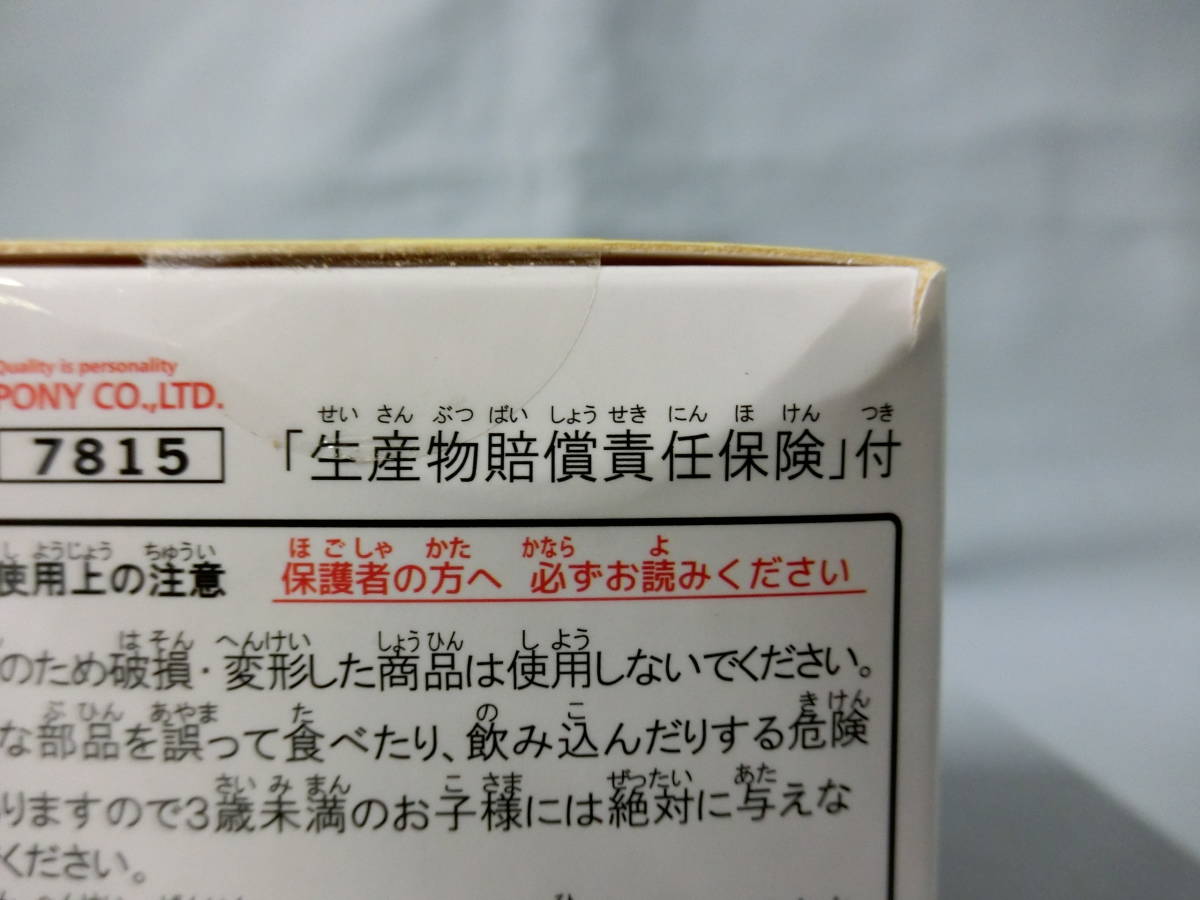 Quality is personality
PONY CO.,LTD.
7815
せい さん ぶつ ばい しょう せき にん ほ けん つき
「生産物賠償責任保険」付
しようじょう ちゅうい
使用上の注意
ほごしゃ かた かなら よ
保護者の方へ 必ずお読みください
はそん へんけい しょうひん しよう
のため破損・変形した商品は使用しないでください。
ぶひん あやま た の こ きけん
な部品を誤って食べたり、飲み込んだりする危険
さいみまん こさま ぜったい あた
りますので3歳未満のお子様には絶対に与えな
ください。